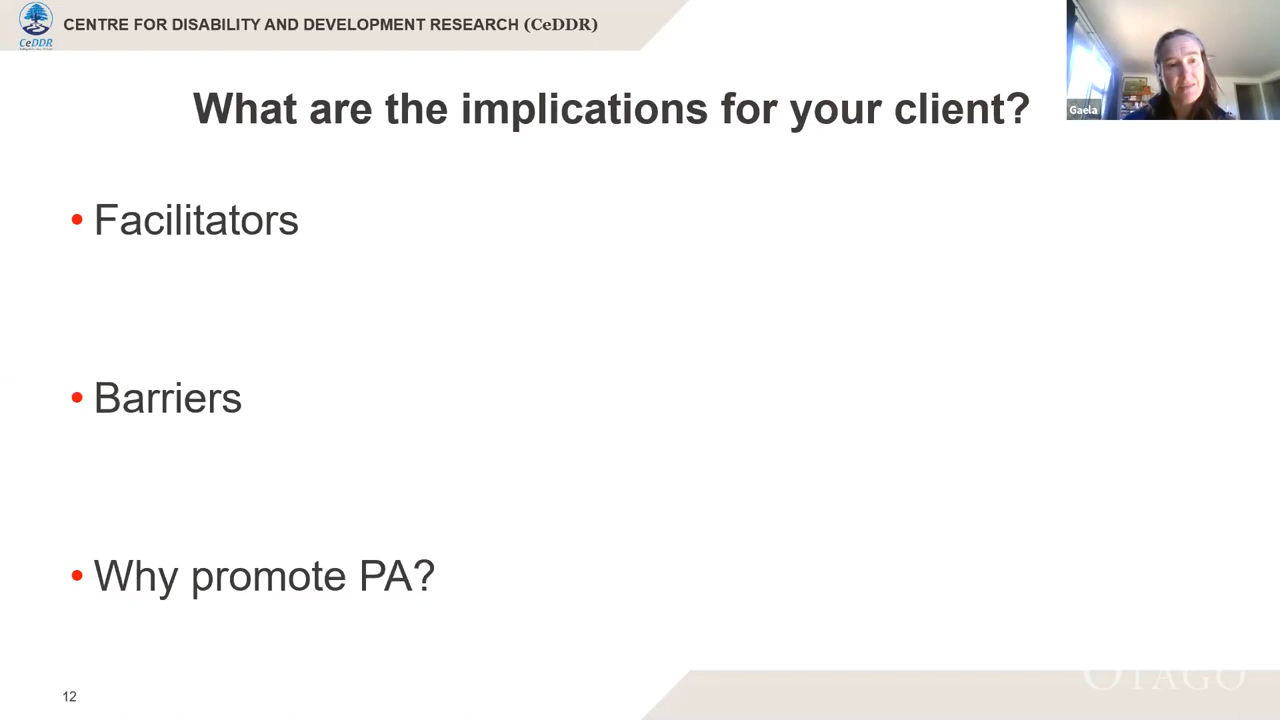 CeDDR
CENTRE FOR DISABILITY AND DEVELOPMENT RESEARCH (CeDDR)
Gaela
What are the implications for your client?
• Facilitators
• Barriers
• Why promote PA?
12
OTAGO